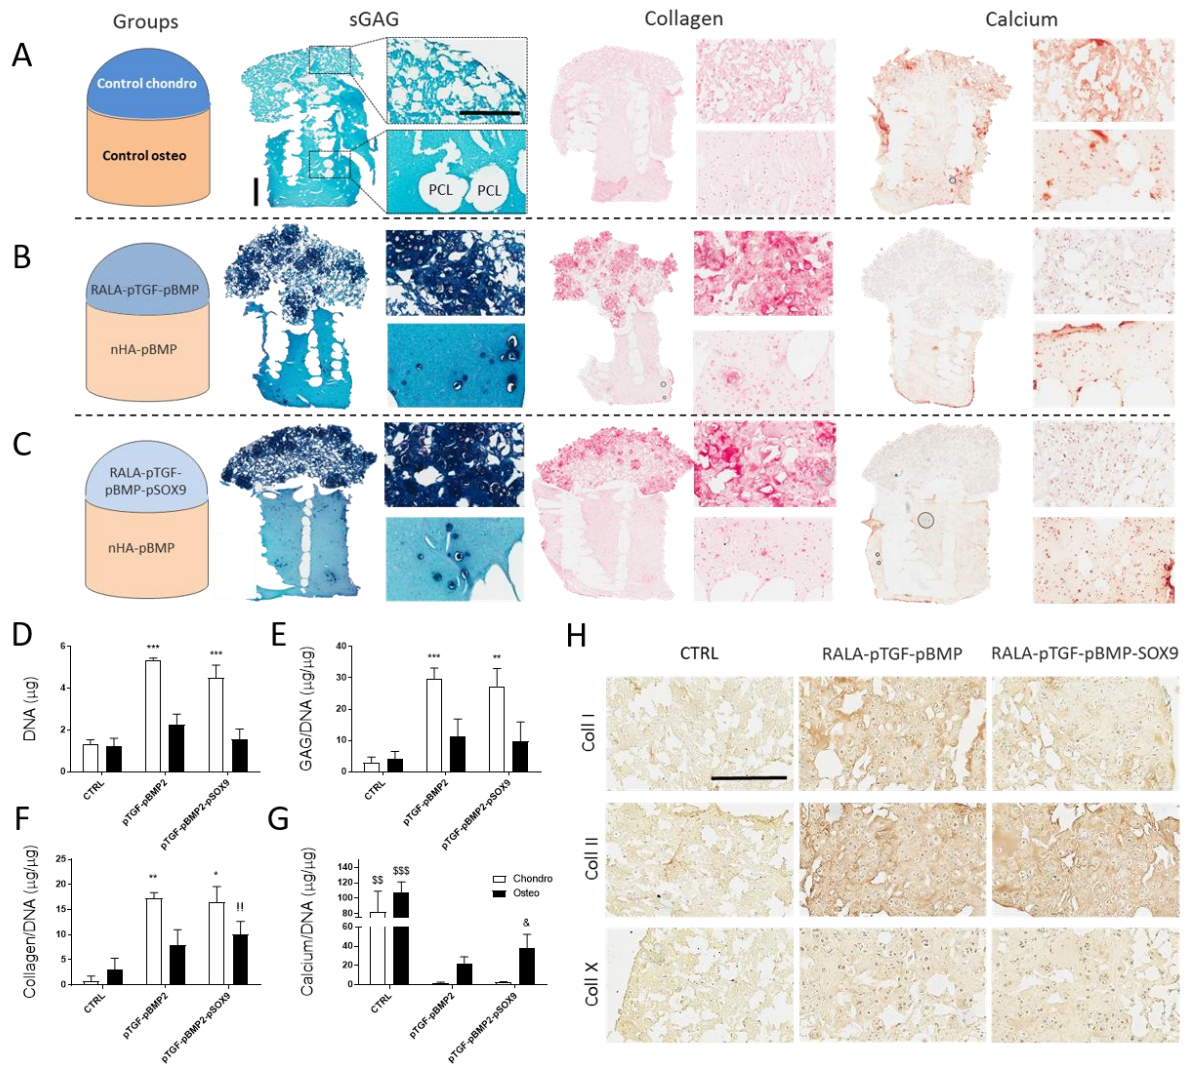 Groups
sGAG
Collagen
Calcium
A
Control chondro
Control osteo
PCL
PCL
B
RALA-pTGF-pBMP
nHA-pBMP
C
RALA-pTGF-
pBMP-pSOX9
nHA-pBMP
D
DNA (µg)
6
4
2
0
***
***
CTRL
pTGF-pBMP2
pTGF-pBMP2-pSOX9
E
GAG/DNA (µg/µg)
40
30
20
10
0
***
**
CTRL
pTGF-pBMP2
pTGF-pBMP2-pSOX9
F
Collagen/DNA (µg/µg)
25
20
15
10
5
0
**
*
!!
CTRL
pTGF-pBMP2
pTGF-pBMP2-pSOX9
G
Calcium/DNA (µg/µg)
140
120
100
80
60
40
20
0
$$
$$$
&
Chondro
Osteo
CTRL
pTGF-pBMP2
pTGF-pBMP2-pSOX9
H
CTRL
RALA-pTGF-pBMP
RALA-pTGF-pBMP-SOX9
Coll I
Coll II
Coll X